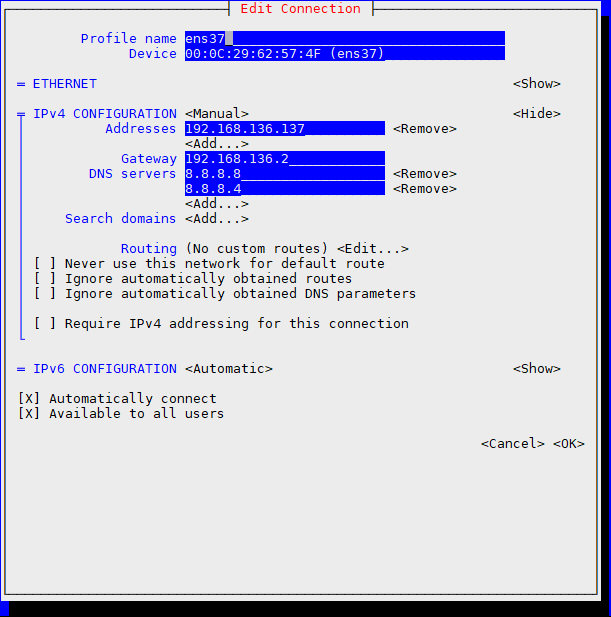 Edit Connection
Profile name ens37
Device 00:0C:29:62:57:4F (ens37)
= ETHERNET <Show>
IPv4 CONFIGURATION <Manual> <Hide>
Addresses 192.168.136.137 <Remove>
<Add...>
Gateway 192.168.136.2
DNS servers 8.8.8.8 <Remove>
8.8.8.4 <Remove>
<Add...>
Search domains <Add...>
Routing (No custom routes) <Edit...>
[ ] Never use this network for default route
[ ] Ignore automatically obtained routes
[ ] Ignore automatically obtained DNS parameters
[ ] Require IPv4 addressing for this connection
= IPv6 CONFIGURATION <Automatic> <Show>
[X] Automatically connect
[X] Available to all users
<Cancel> <OK>